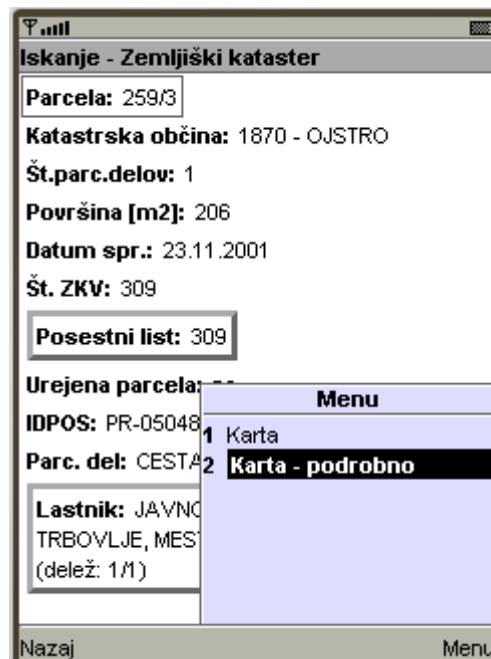 Iskanje - Zemljiški kataster
Parcela: 259/3
Katastrska občina: 1870 - OJSTRO
Št.parc.delov: 1
Površina [m2]: 206
Datum spr.: 23.11.2001
Št. ZKV: 309
Posestni list: 309
Urejena parcela:
IDPOS: PR-05048
Parc. del: CESTA
Lastnik: JAVNO
TRBOVLJE, MEST
(delež: 1/1)
Menu
1 Karta
2 Karta - podrobno
Nazaj
Menu